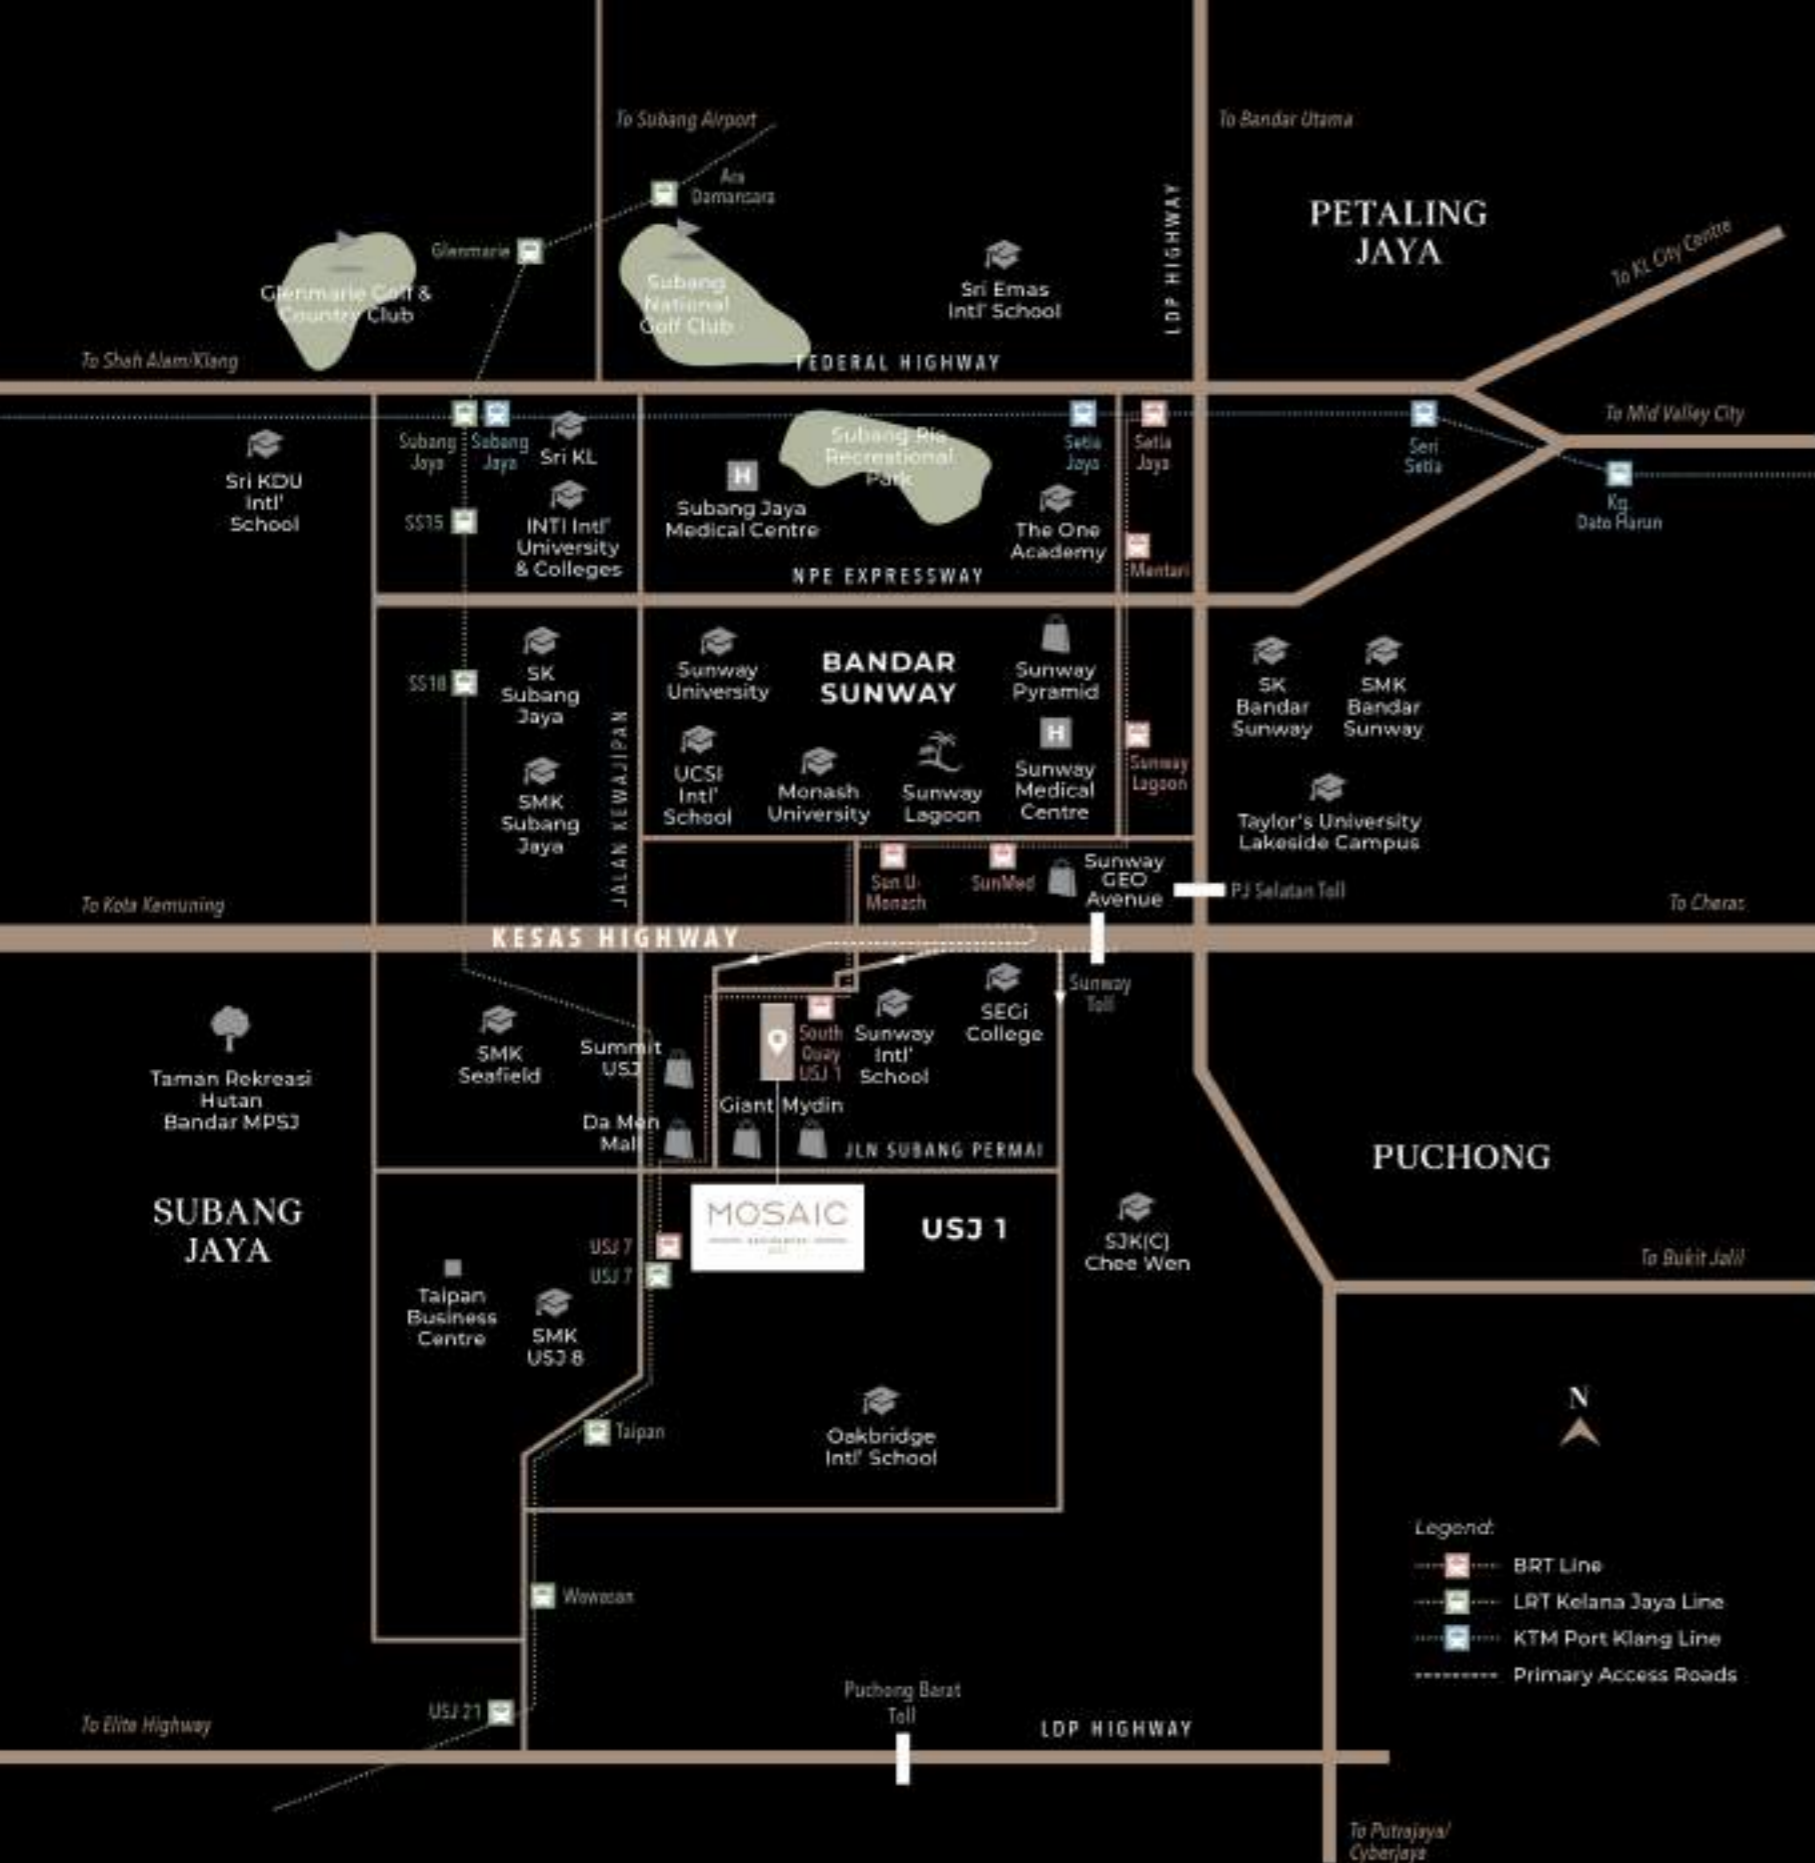 To Subang Airport
To Bandar Utama
Ara
Damansara
PETALING
JAYA
LDP HIGHWAY
To KL City Centre
Glenmarie
Glenmarie Golf &
Country Club
Subang
National
Golf Club
Sri Emas
Intl' School
To Shah Alam/Klang
FEDERAL HIGHWAY
To Mid Valley City
Subang
Jaya
Subang
Jaya
Sri KL
Sri KDU
Intl'
School
Subang Ria
Recreational
Park
Setia
Jaya
Setia
Jaya
Seri
Setia
SS15
INTI Intl'
University
& Colleges
Subang Jaya
Medical Centre
The One
Academy
Kg.
Dato Harun
Mentari
NPE EXPRESSWAY
SS18
SK
Subang
Jaya
Sunway
University
BANDAR
SUNWAY
Sunway
Pyramid
SK
Bandar
Sunway
SMK
Bandar
Sunway
JALAN KEWAJIPAN
SMK
Subang
Jaya
UCSI
Intl'
School
Monash
University
Sunway
Lagoon
Sunway
Medical
Centre
Sunway
Lagoon
Taylor's University
Lakeside Campus
Sun U-
Monash
SunMed
Sunway
GEO
Avenue
PJ Selatan Toll
To Kota Kemuning
To Cheras
KESAS HIGHWAY
Sunway
Toll
Taman Rekreasi
Hutan
Bandar MPSJ
SMK
Seafield
Summit
USJ
South
Quay
USJ 1
Sunway
Intl'
School
SEGi
College
Giant
Mydin
Da Men
Mall
JLN SUBANG PERMAI
PUCHONG
SUBANG
JAYA
MOSAIC
USJ 1
SJK(C)
Chee Wen
USJ 7
USJ 7
To Bukit Jalil
Taipan
Business
Centre
SMK
USJ 8
Taipan
Oakbridge
Intl' School
N
Legend:
BRT Line
LRT Kelana Jaya Line
KTM Port Klang Line
Primary Access Roads
Wawasan
USJ 21
Puchong Barat
Toll
To Elite Highway
LDP HIGHWAY
To Putrajaya/
Cyberjaya